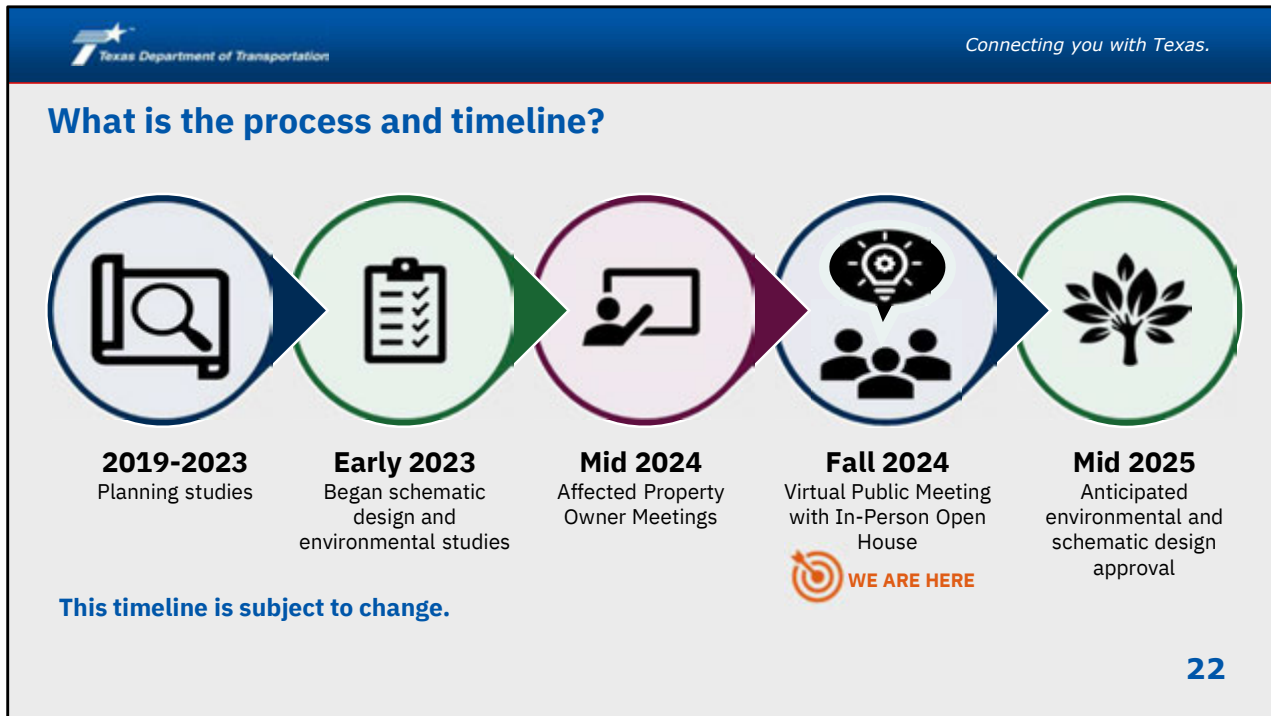 Texas Department of Transportation
Connecting you with Texas.
What is the process and timeline?
2019-2023
Planning studies
Early 2023
Began schematic
design and
environmental studies
Mid 2024
Affected Property
Owner Meetings
Fall 2024
Virtual Public Meeting
with In-Person Open
House
WE ARE HERE
Mid 2025
Anticipated
environmental and
schematic design
approval
This timeline is subject to change.
22